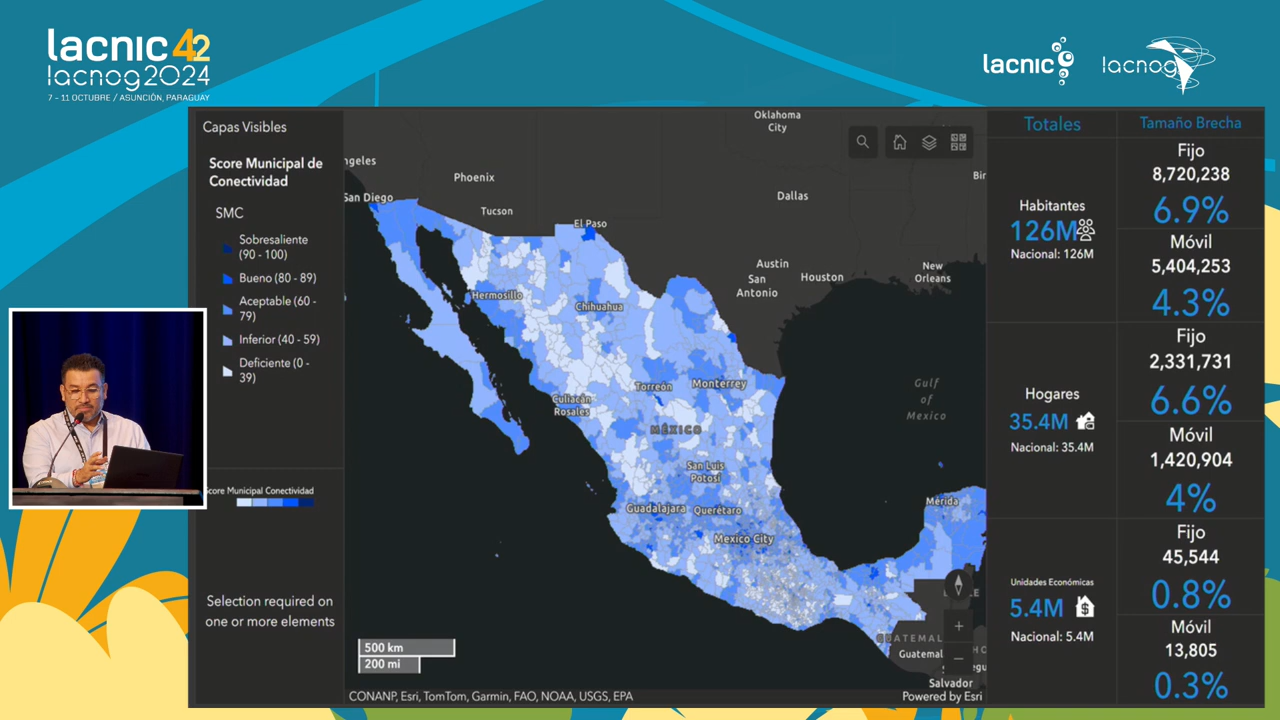 lacnic 42
lacnog2024
7 - 11 OCTUBRE / ASUNCIÓN, PARAGUAY
lacnic
lacnog
Capas Visibles
Score Municipal de
Conectividad
SMC
Sobresaliente
(90 - 100)
Bueno (80 - 89)
Aceptable (60 -
79)
Inferior (40 - 59)
Deficiente (0 -
39)
core Municipal Conectividad
Selection required on
one or more elements
Oklahoma
City
ngeles
Phoenix
San Diego
Tucson
Dallas
Bir
El Paso
Austin
Houston
San
Antonio
New
Orleans
Hermosillo
Chihuahua
Torreón
Monterrey
Culiacán
Rosales
MÉXICO
Gulf
of
Mexico
San Luis
Potosí
Guadalajara
Querétaro
Mérida
Mexico City
GUATEMAL
Guatemal
Salvador
500 km
200 mi
CONANP, Esri, TomTom, Garmin, FAO, NOAA, USGS, EPA
Powered by Esri
Totales
Tamaño Brecha
Habitantes
126M
Nacional: 126M
Fijo
8,720,238
6.9%
Móvil
5,404,253
4.3%
Hogares
35.4M
Nacional: 35.4M
Fijo
2,331,731
6.6%
Móvil
1,420,904
4%
Unidades Económicas
5.4M
Nacional: 5.4M
Fijo
45,544
0.8%
Móvil
13,805
0.3%